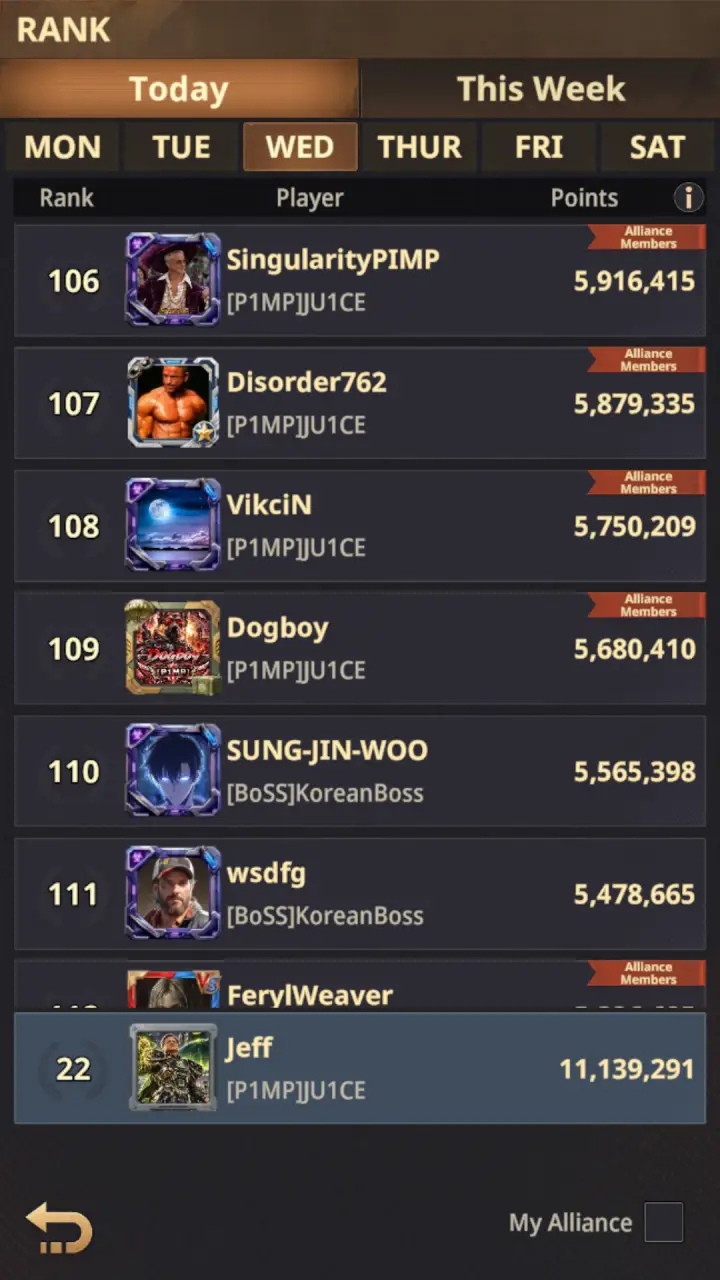 RANK
Today
This Week
MON
TUE
WED
THUR
FRI
SAT
Rank
Player
Points
Alliance
Members
106
SingularityPIMP
[P1MP]JU1CE
5,916,415
Alliance
Members
107
Disorder762
[P1MP]JU1CE
5,879,335
Alliance
Members
108
VikciN
[P1MP]JU1CE
5,750,209
Alliance
Members
109
Dogboy
[P1MP]JU1CE
5,680,410
110
SUNG-JIN-WOO
[BoSS]KoreanBoss
5,565,398
111
wsdfg
[BoSS]KoreanBoss
5,478,665
Alliance
Members
FerylWeaver
22
Jeff
[P1MP]JU1CE
11,139,291
My Alliance